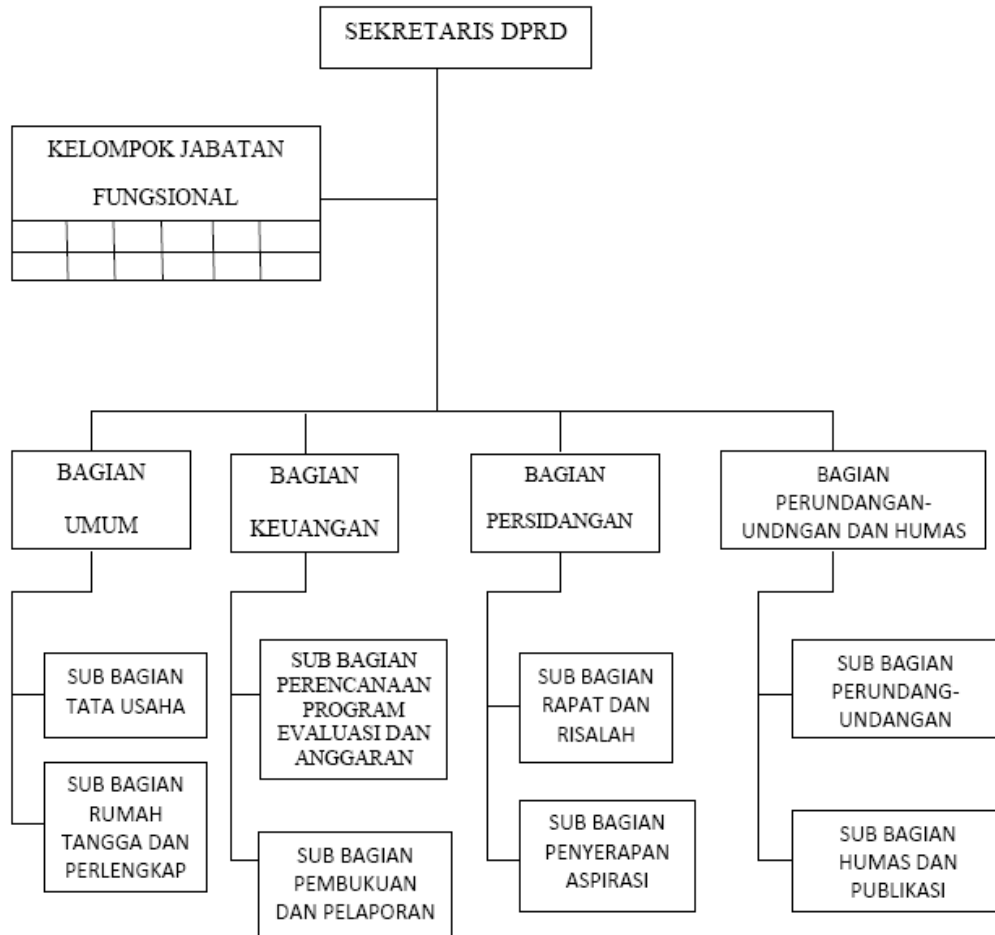 SEKRETARIS DPRD
KELOMPOK JABATAN
FUNGSIONAL
BAGIAN
UMUM
BAGIAN
KEUANGAN
BAGIAN
PERSIDANGAN
BAGIAN
PERUNDANGAN-
UNDNGAN DAN HUMAS
SUB BAGIAN
TATA USAHA
SUB BAGIAN
RUMAH
TANGGA DAN
PERLENGKAP
SUB BAGIAN
PERENCANAAN
PROGRAM
EVALUASI DAN
ANGGARAN
SUB BAGIAN
PEMBUKUAN
DAN PELAPORAN
SUB BAGIAN
RAPAT DAN
RISALAH
SUB BAGIAN
PENYERAPAN
ASPIRASI
SUB BAGIAN
PERUNDANG-
UNDANGAN
SUB BAGIAN
HUMAS DAN
PUBLIKASI